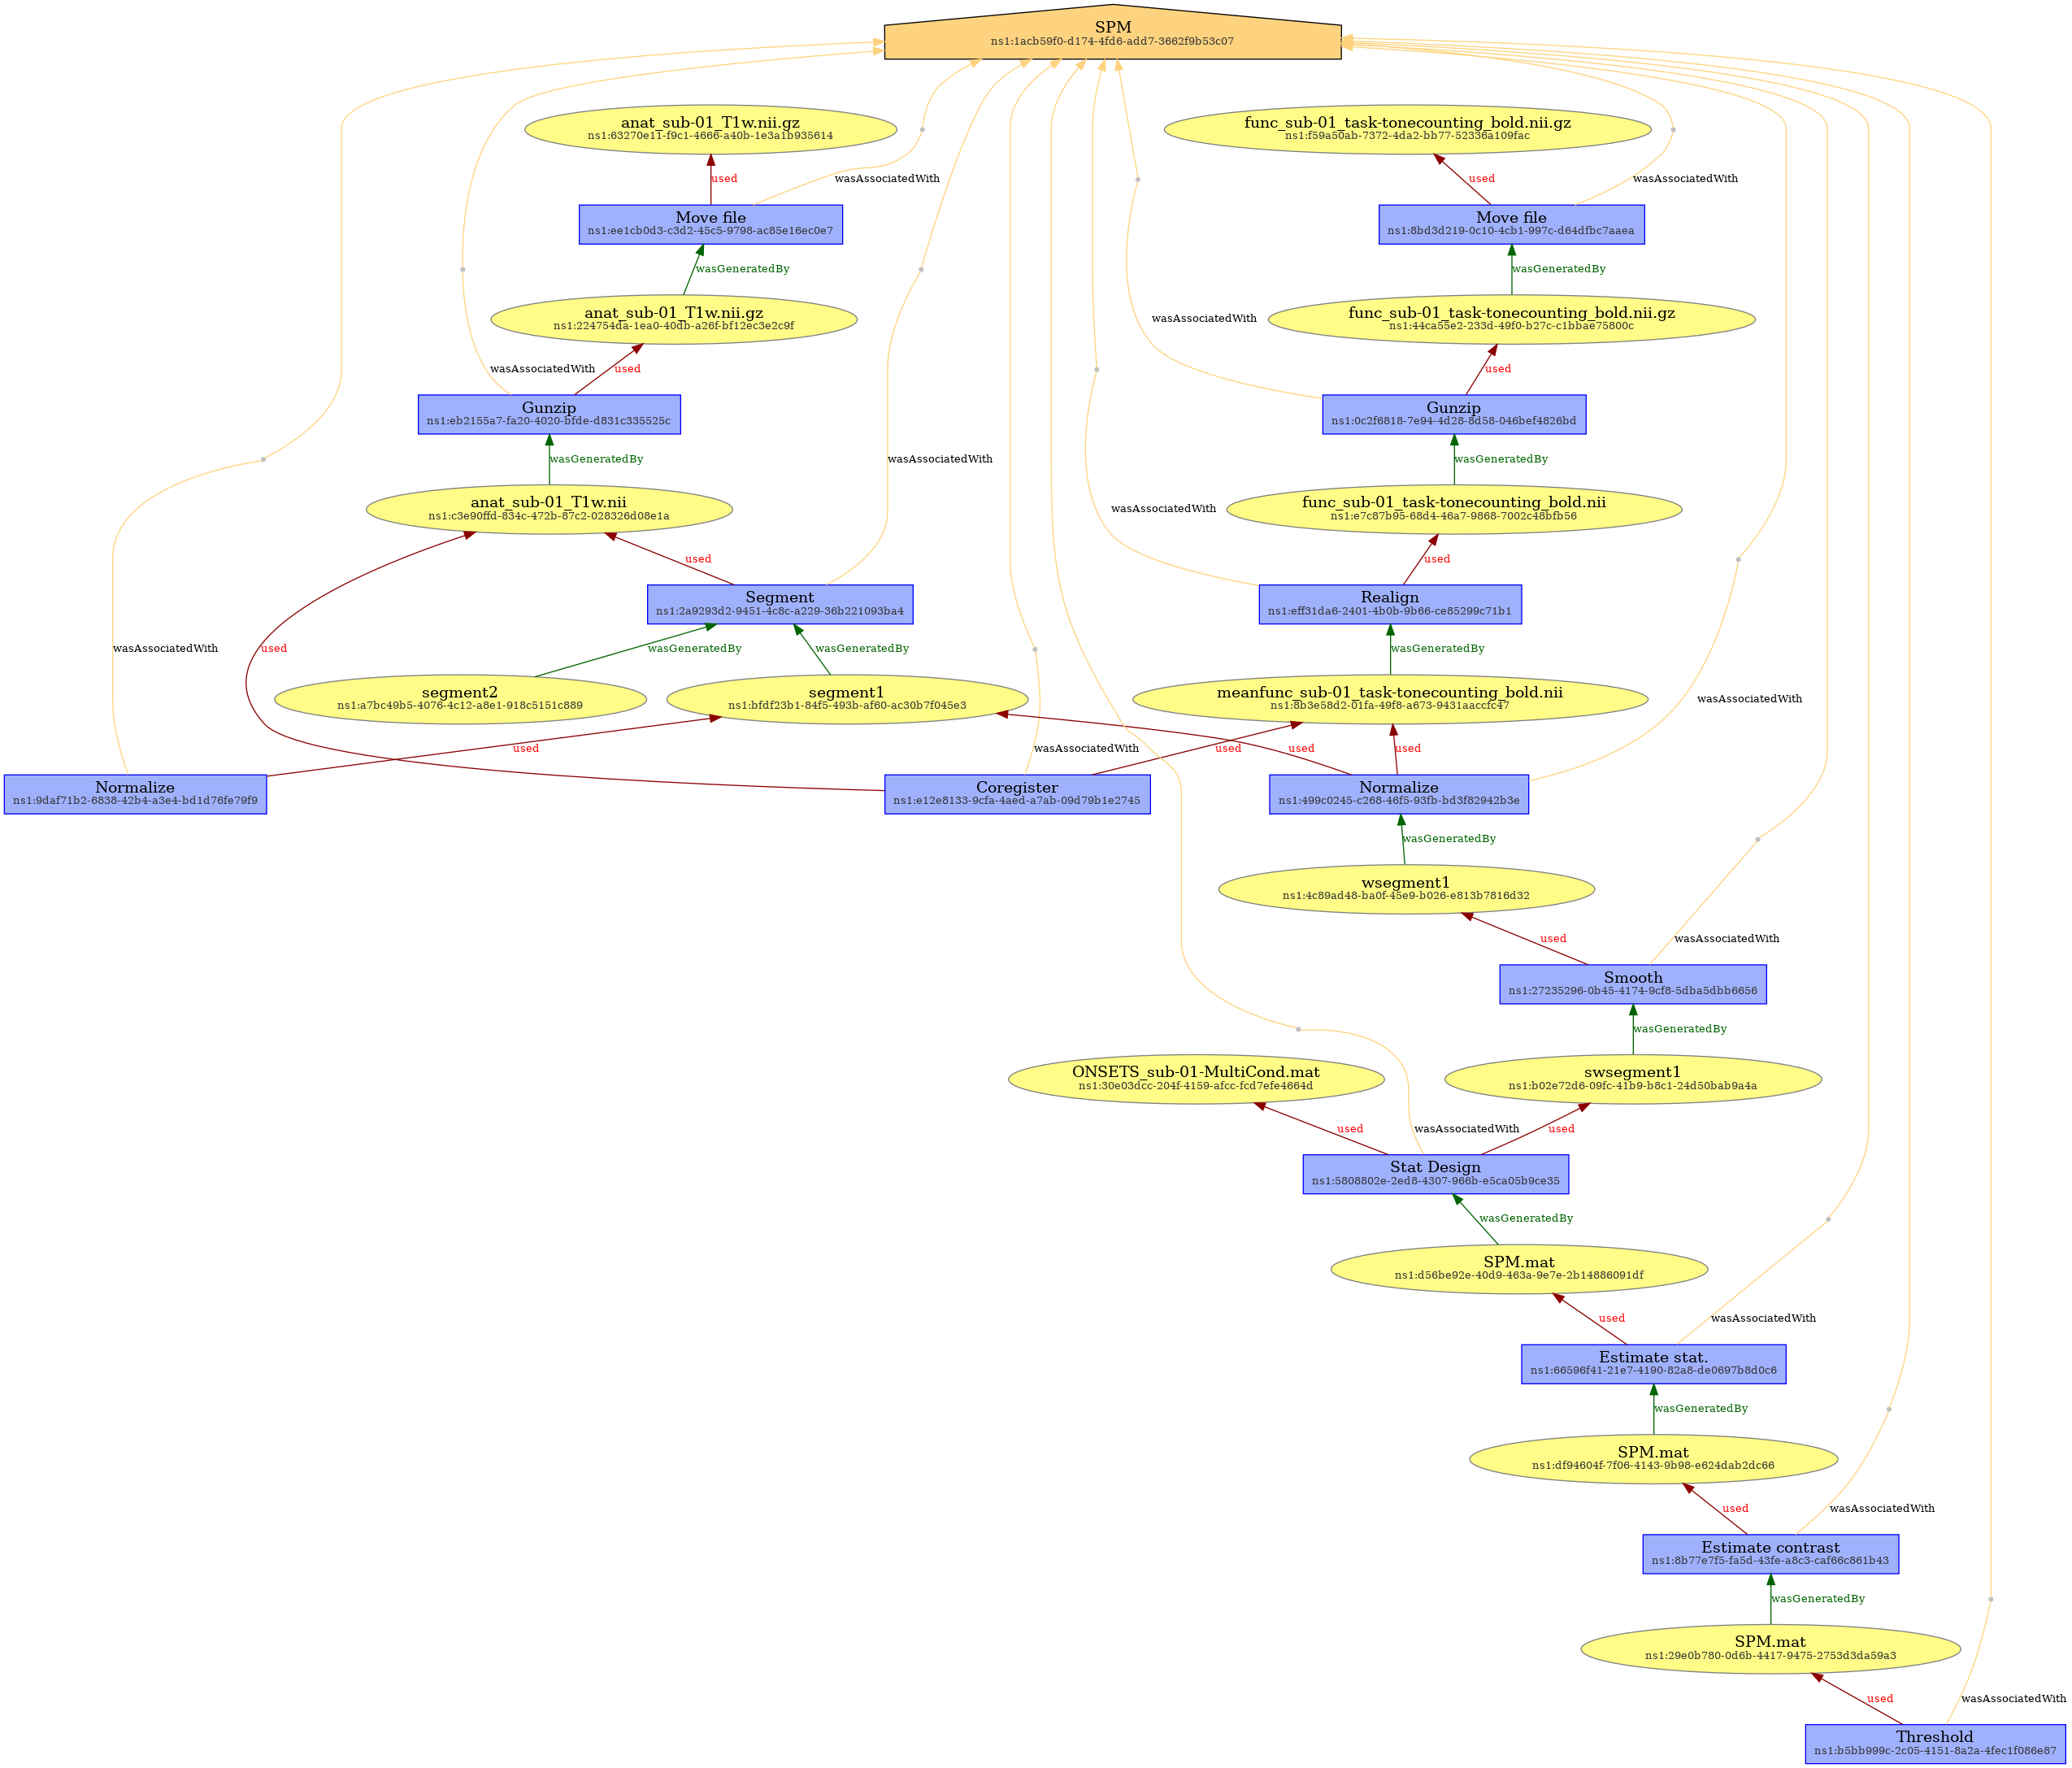 SPM
ns1:1acb59f0-d174-4fd6-add7-3662f9b53c07
anat_sub-01_T1w.nii.gz
ns1:63270e11-f9c1-4666-a40b-1e3a1b935614
func_sub-01_task-tonecounting_bold.nii.gz
ns1:f59a50ab-7372-4da2-bb77-52336a109fac
used
wasAssociatedWith
used
wasAssociatedWith
Move file
ns1:ee1cb0d3-c3d2-45c5-9798-ac85e16ec0e7
Move file
ns1:8bd3d219-0c10-4cb1-997c-d64dfbc7aaea
wasGeneratedBy
wasGeneratedBy
anat_sub-01_T1w.nii.gz
ns1:224754da-1ea0-40db-a26f-bf12ec3e2c9f
wasAssociatedWith
func_sub-01_task-tonecounting_bold.nii.gz
ns1:44ca55e2-233d-49f0-b27c-c1bbae75800c
wasAssociatedWith
used
used
Gunzip
ns1:eb2155a7-fa20-4020-bfde-d831c335525c
Gunzip
ns1:0c2f6818-7e94-4d28-8d58-046bef4826bd
wasGeneratedBy
wasAssociatedWith
wasGeneratedBy
anat_sub-01_T1w.nii
ns1:c3e90ffd-834c-472b-87c2-028326d08e1a
wasAssociatedWith
func_sub-01_task-tonecounting_bold.nii
ns1:e7c87b95-68d4-46a7-9868-7002c48bfb56
used
used
Segment
ns1:2a9293d2-9451-4c8c-a229-36b221093ba4
Realign
ns1:eff31da6-2401-4b0b-9b66-ce85299c71b1
wasAssociatedWith
used
wasGeneratedBy
wasGeneratedBy
wasGeneratedBy
segment2
ns1:a7bc49b5-4076-4c12-a8e1-918c5151c889
segment1
ns1:bfdf23b1-84f5-493b-af60-ac30b7f045e3
meanfunc_sub-01_task-tonecounting_bold.nii
ns1:8b3e58d2-01fa-49f8-a673-9431aaccfc47
wasAssociatedWith
used
wasAssociatedWith
used
used
used
Normalize
ns1:9daf71b2-6838-42b4-a3e4-bd1d76fe79f9
Coregister
ns1:e12e8133-9cfa-4aed-a7ab-09d79b1e2745
Normalize
ns1:499c0245-c268-46f5-93fb-bd3f82942b3e
wasGeneratedBy
wsegment1
ns1:4c89ad48-ba0f-45e9-b026-e813b7816d32
used
wasAssociatedWith
Smooth
ns1:27235296-0b45-4174-9cf8-5dba5dbb6656
wasGeneratedBy
ONSETS_sub-01-MultiCond.mat
ns1:30e03dcc-204f-4159-afcc-fcd7efe4664d
swsegment1
ns1:b02e72d6-09fc-41b9-b8c1-24d50bab9a4a
used
wasAssociatedWith
used
Stat Design
ns1:5808802e-2ed8-4307-966b-e5ca05b9ce35
wasGeneratedBy
SPM.mat
ns1:d56be92e-40d9-463a-9e7e-2b14886091df
used
wasAssociatedWith
Estimate stat.
ns1:66596f41-21e7-4190-82a8-de0697b8d0c6
wasGeneratedBy
SPM.mat
ns1:df94604f-7f06-4143-9b98-e624dab2dc66
used
wasAssociatedWith
Estimate contrast
ns1:8b77e7f5-fa5d-43fe-a8c3-caf66c861b43
wasGeneratedBy
SPM.mat
ns1:29e0b780-0d6b-4417-9475-2753d3da59a3
used
wasAssociatedWith
Threshold
ns1:b5bb999c-2c05-4151-8a2a-4fec1f086e87